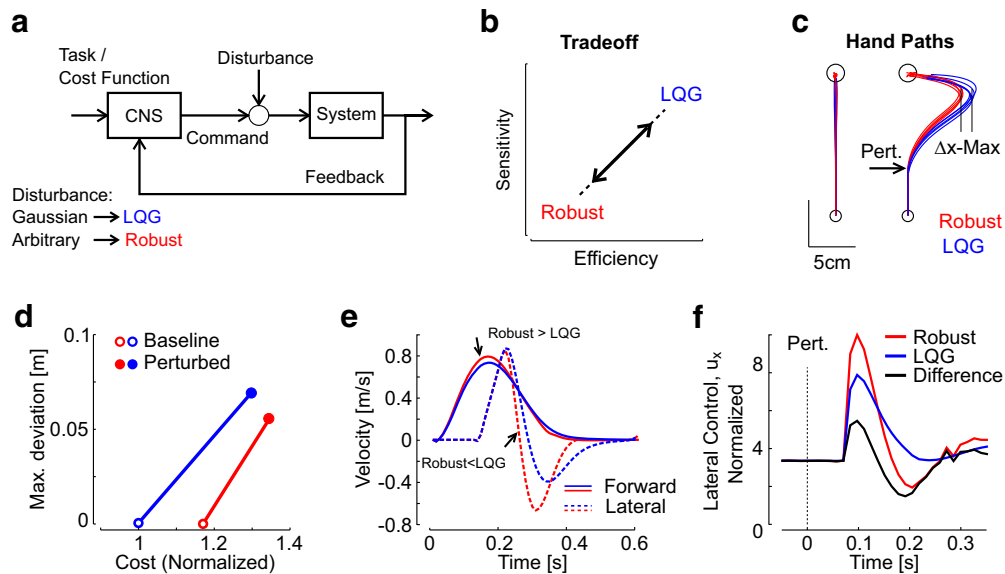 a
Task /
Cost Function
Disturbance
CNS
System
Command
Feedback
Disturbance:
Gaussian
LQG
Arbitrary
Robust
b
Tradeoff
LQG
Robust
Sensitivity
Efficiency
c
Hand Paths
Pert.
Δx-Max
Robust
LQG
5cm
d
0.1
0.05
0
Max. deviation [m]
Baseline
Perturbed
1
1.2
1.4
Cost (Normalized)
e
Robust > LQG
Robust<LQG
0.8
0.4
0
-0.4
-0.8
Velocity [m/s]
Forward
Lateral
0
0.2
0.4
0.6
Time [s]
f
Pert.
Robust
LQG
Difference
8
4
0
Lateral Control, ux
Normalized
0
0.1
0.2
0.3
Time [s]